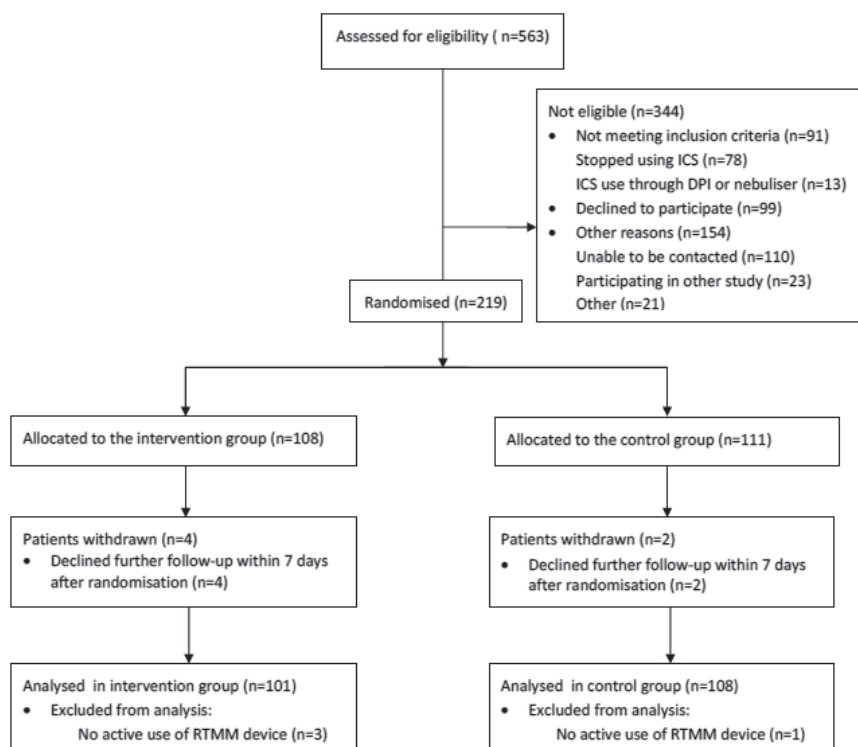 Assessed for eligibility ( n=563)
Not eligible (n=344)
• Not meeting inclusion criteria (n=91)
Stopped using ICS (n=78)
ICS use through DPI or nebuliser (n=13)
• Declined to participate (n=99)
• Other reasons (n=154)
Unable to be contacted (n=110)
Participating in other study (n=23)
Other (n=21)
Randomised (n=219)
Allocated to the intervention group (n=108)
Allocated to the control group (n=111)
Patients withdrawn (n=4)
• Declined further follow-up within 7 days
after randomisation (n=4)
Patients withdrawn (n=2)
• Declined further follow-up within 7 days
after randomisation (n=2)
Analysed in intervention group (n=101)
• Excluded from analysis:
No active use of RTMM device (n=3)
Analysed in control group (n=108)
• Excluded from analysis:
No active use of RTMM device (n=1)